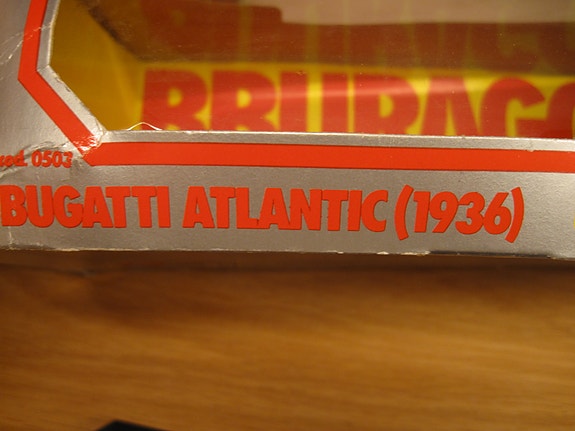 BBURAGO
cod. 0503
BUGATTI ATLANTIC (1936)